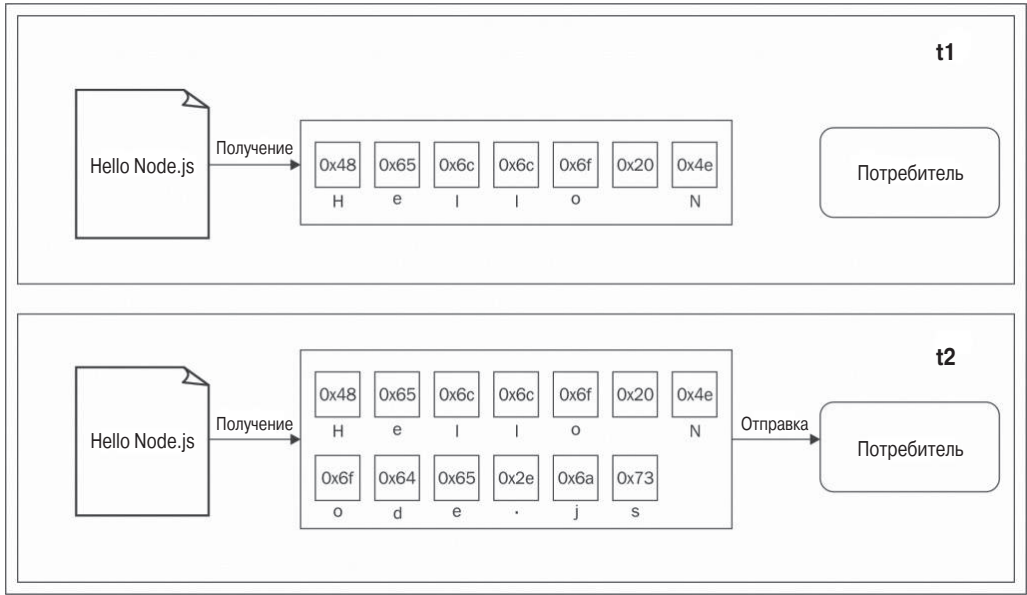 t1
Hello Node.js
Получение
0x48 0x65 0x6c 0x6c 0x6f 0x20 0x4e
H e l l o N
Потребитель
t2
Hello Node.js
Получение
0x48 0x65 0x6c 0x6c 0x6f 0x20 0x4e
H e l l o N
0x6f 0x64 0x65 0x2e 0x6a 0x73
o d e . j s
Отправка
Потребитель